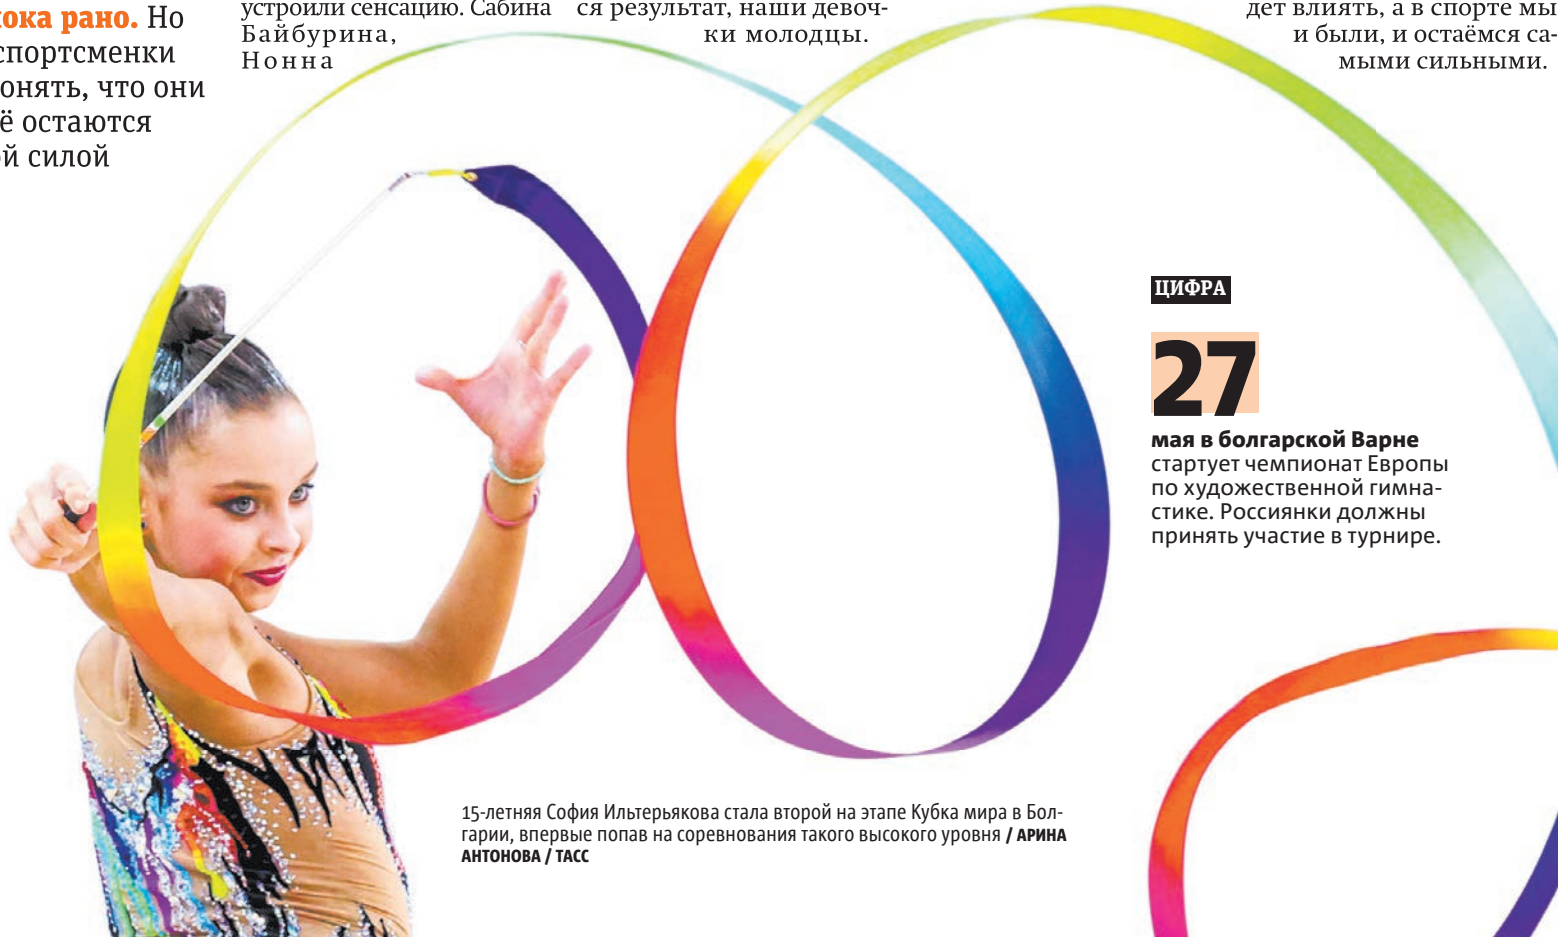 пока рано. Но
спортсменки
понять, что они
ё остаются
ой силой
устроили сенсацию. Сабина
Байбурина,
Нонна
ся результат, наши девоч-
ки молодцы.
дет влиять, а в спорте мы
и были, и остаёмся са-
мыми сильными.
ЦИФРА
27
мая в болгарской Варне
стартует чемпионат Европы
по художественной гимна-
стике. Россиянки должны
принять участие в турнире.
15-летняя София Ильтерьякова стала второй на этапе Кубка мира в Бол-
гарии, впервые попав на соревнования такого высокого уровня / АРИНА
АНТОНОВА / ТАСС